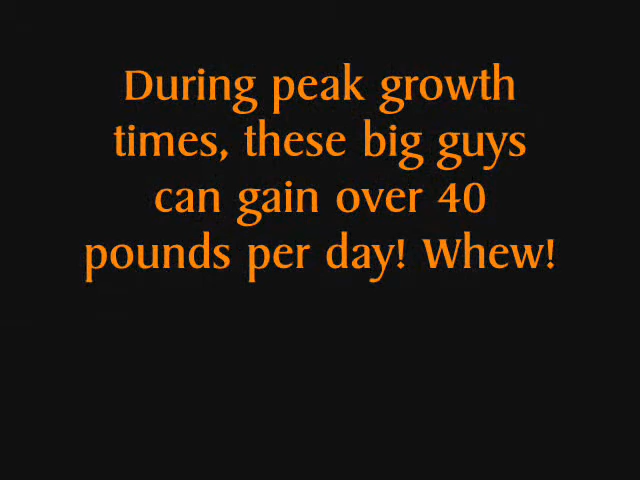 During peak growth
times, these big guys
can gain over 40
pounds per day! Whew!